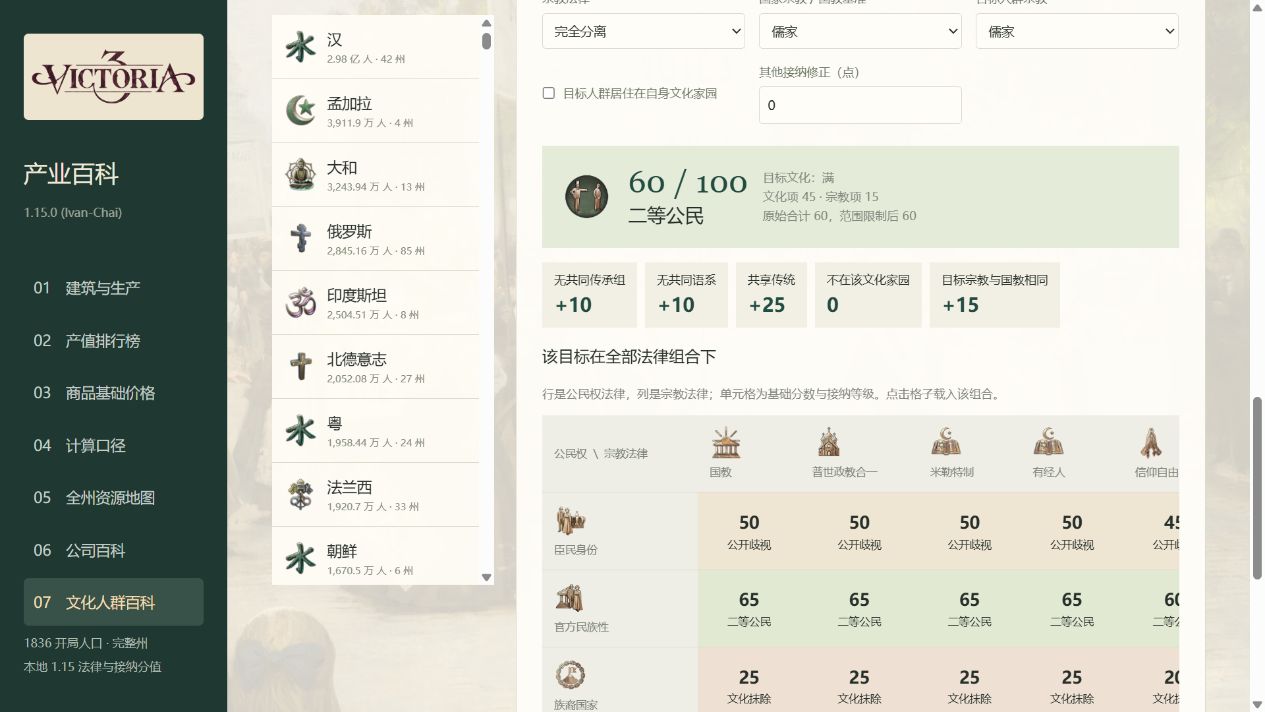 VICTORIA
3
产业百科
1.15.0 (Ivan-Chai)
01 建筑与生产
02 产值排行榜
03 商品基础价格
04 计算口径
05 全州资源地图
06 公司百科
07 文化人群百科
1836 开局人口 · 完整州
本地 1.15 法律与接纳分值
汉
2.98 亿 人 · 42 州
孟加拉
3,911.9 万 人 · 4 州
大和
3,243.94 万 人 · 13 州
俄罗斯
2,845.16 万 人 · 85 州
印度斯坦
2,504.51 万 人 · 8 州
北德意志
2,052.08 万 人 · 27 州
粤
1,958.44 万 人 · 24 州
法兰西
1,920.7 万 人 · 33 州
朝鲜
1,670.5 万 人 · 6 州
完全分离
儒家
儒家
其他接纳修正（点）
目标人群居住在自身文化家园
0
60 / 100
二等公民
目标文化：满
文化项 45 · 宗教项 15
原始合计 60，范围限制后 60
无共同传承组
+10
无共同语系
+10
共享传统
+25
不在该文化家园
0
目标宗教与国教相同
+15
该目标在全部法律组合下
行是公民权法律，列是宗教法律；单元格为基础分数与接纳等级。点击格子载入该组合。
公民权 \ 宗教法律
国教
普世政教合一
米勒特制
有经人
信仰自由
臣民身份
50
公开歧视
50
公开歧视
50
公开歧视
50
公开歧视
45
公开
官方民族性
65
二等公民
65
二等公民
65
二等公民
65
二等公民
60
二等
族裔国家
25
文化抹除
25
文化抹除
25
文化抹除
25
文化抹除
20
文化